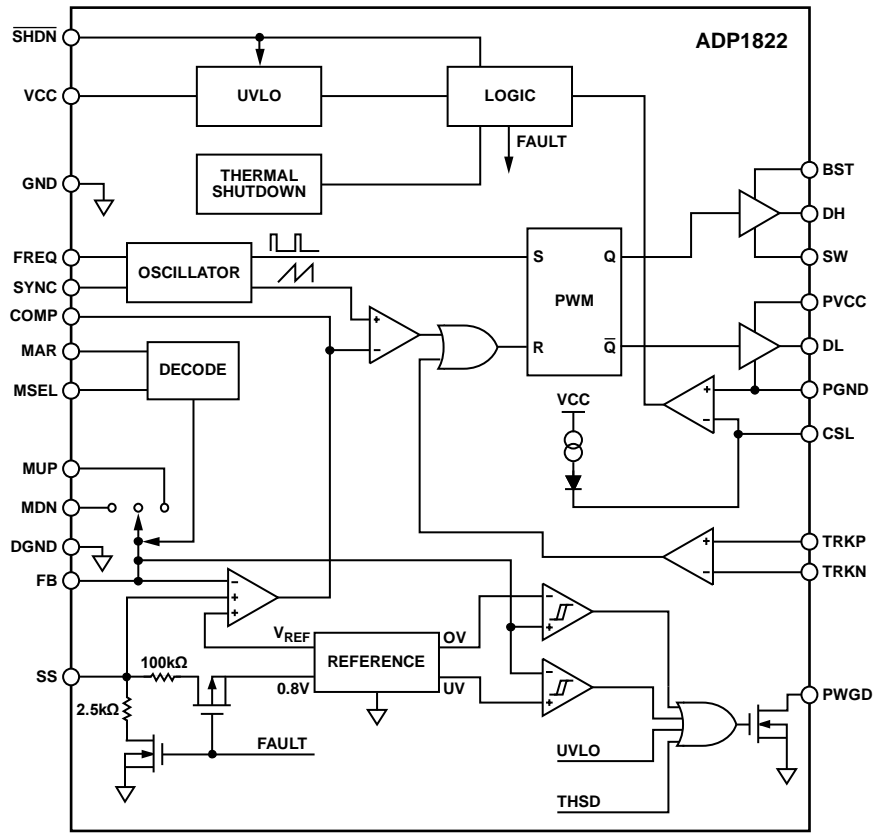 ADP1822
SHDN
VCC
UVLO
LOGIC
FAULT
GND
THERMAL
SHUTDOWN
BST
DH
SW
FREQ
SYNC
OSCILLATOR
S
Q
PWM
R
Q
COMP
+
−
PVCC
DL
MAR
MSEL
DECODE
PGND
CSL
+
−
VCC
MUP
MDN
DGND
FB
TRKP
TRKN
+
−
−
+
+
VREF
REFERENCE
OV
UV
0.8V
−
+
−
+
SS
100kΩ
2.5kΩ
FAULT
PWGD
UVLO
THSD